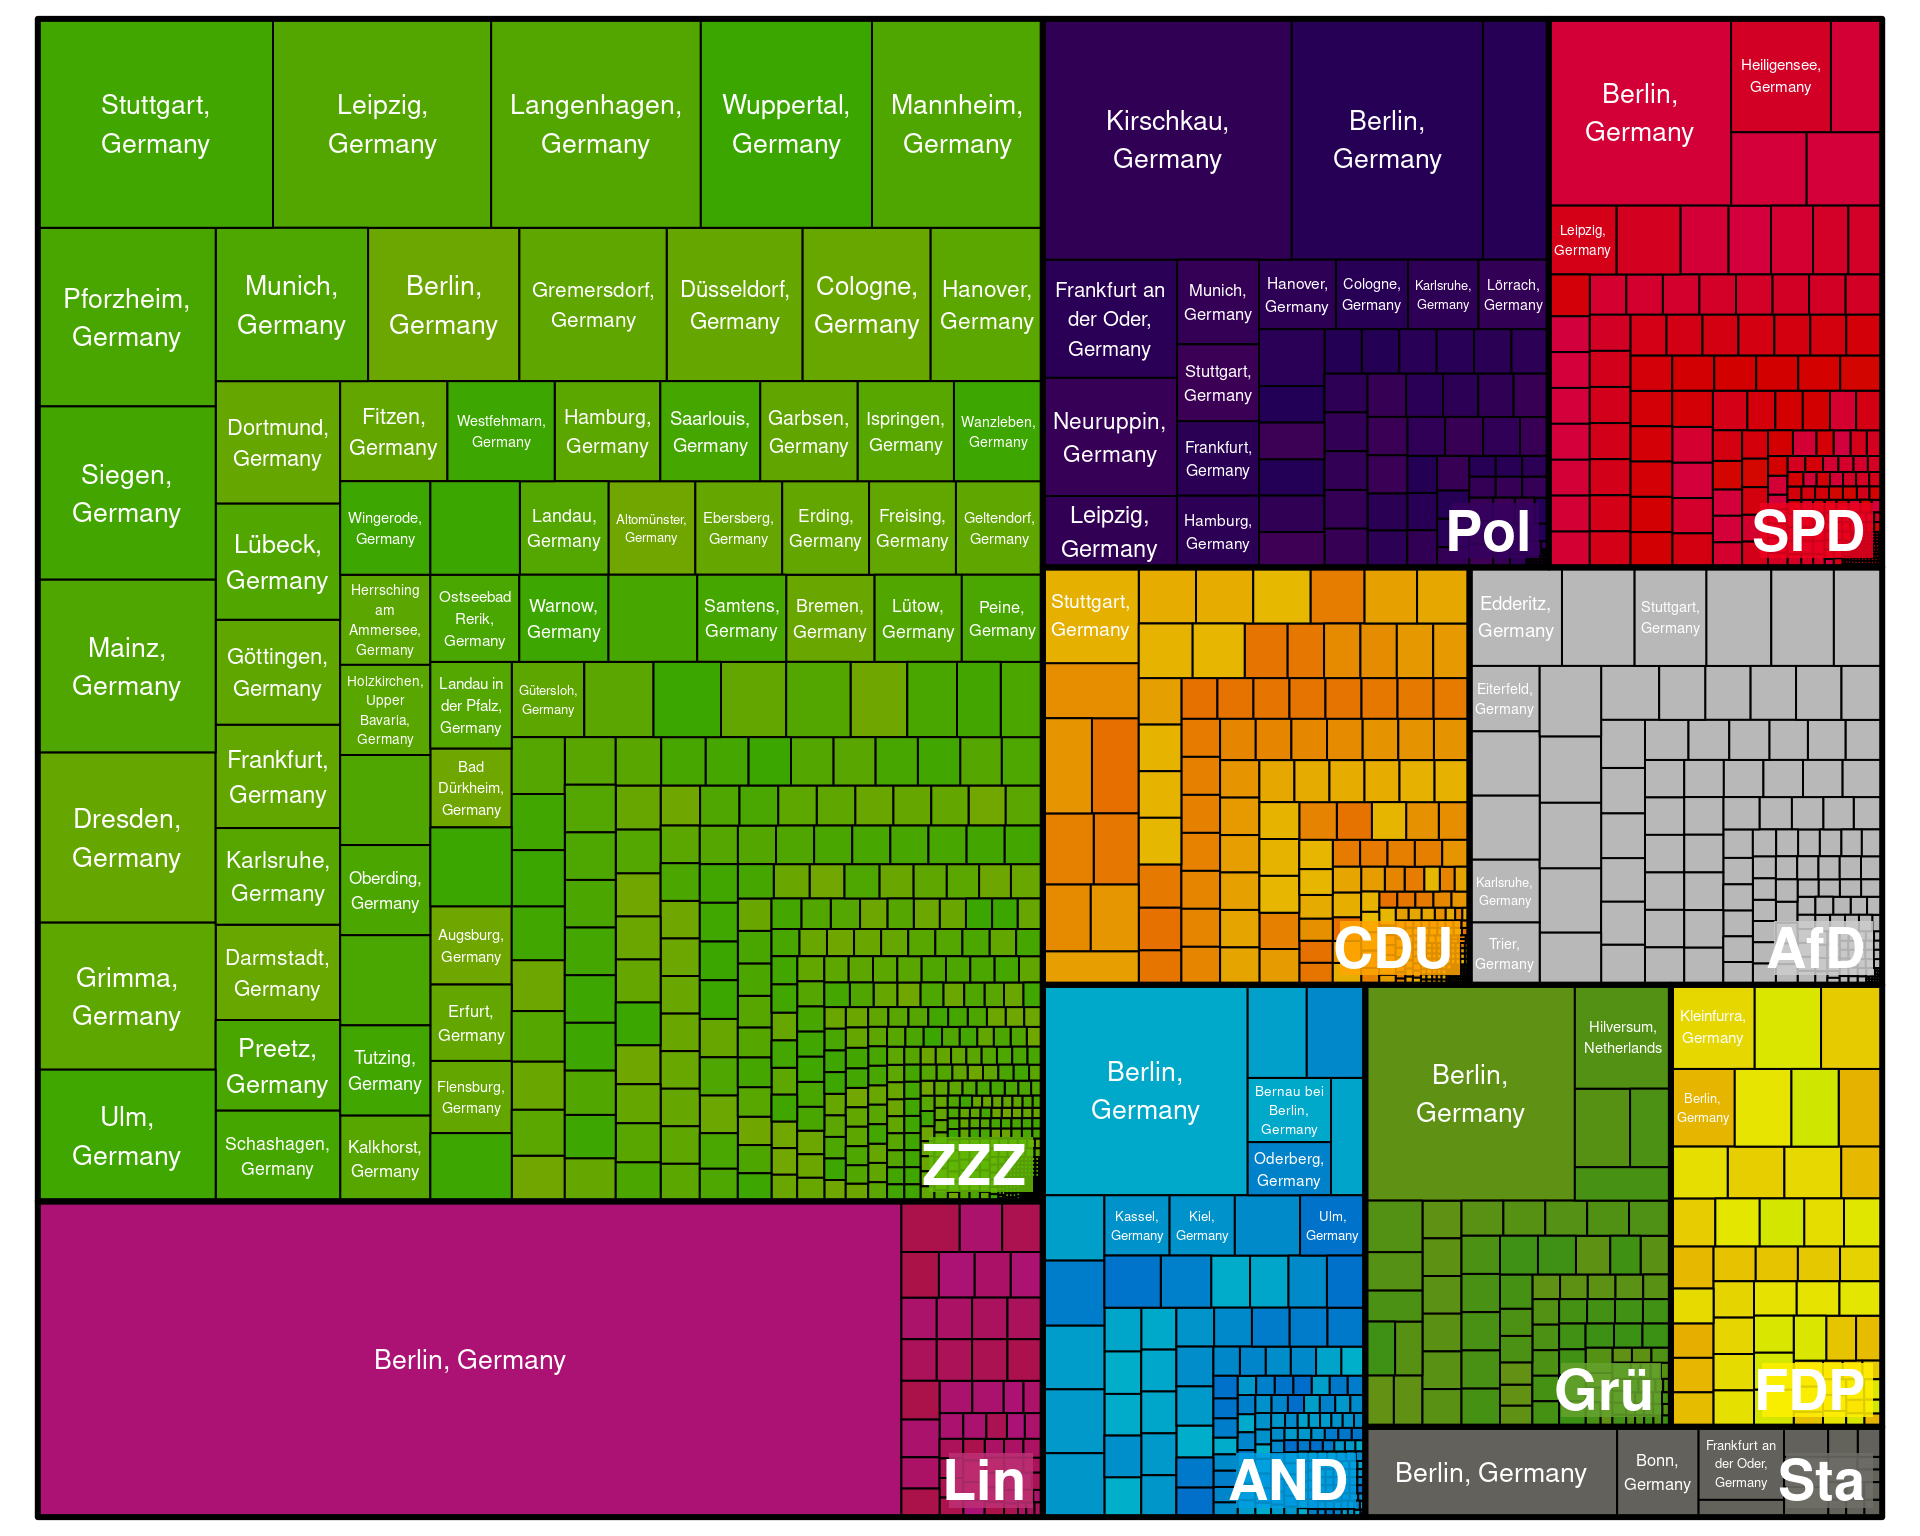 Stuttgart,
Germany
Leipzig,
Germany
Langenhagen,
Germany
Wuppertal,
Germany
Mannheim,
Germany
Pforzheim,
Germany
Munich,
Germany
Berlin,
Germany
Gremersdorf,
Germany
Düsseldorf,
Germany
Cologne,
Germany
Hanover,
Germany
Siegen,
Germany
Dortmund,
Germany
Fitzen,
Germany
Westfehmarn,
Germany
Hamburg,
Germany
Saarlouis,
Germany
Garbsen,
Germany
Ispringen,
Germany
Wanzleben,
Germany
Lübeck,
Germany
Wingerode,
Germany
Landau,
Germany
Altomünster,
Germany
Ebersberg,
Germany
Erding,
Germany
Freising,
Germany
Geltendorf,
Germany
Mainz,
Germany
Göttingen,
Germany
Herrsching
am
Ammersee,
Germany
Ostseebad
Rerik,
Germany
Warnow,
Germany
Samtens,
Germany
Bremen,
Germany
Lütow,
Germany
Peine,
Germany
Holzkirchen,
Upper
Bavaria,
Germany
Landau in
der Pfalz,
Germany
Gütersloh,
Germany
Dresden,
Germany
Frankfurt,
Germany
Bad
Dürkheim,
Germany
Karlsruhe,
Germany
Oberding,
Germany
Grimma,
Germany
Darmstadt,
Germany
Augsburg,
Germany
Erfurt,
Germany
Preetz,
Germany
Tutzing,
Germany
Flensburg,
Germany
Ulm,
Germany
Schashagen,
Germany
Kalkhorst,
Germany
ZZZ
Berlin, Germany
Lin
Kirschkau,
Germany
Berlin,
Germany
Frankfurt an
der Oder,
Germany
Munich,
Germany
Hanover,
Germany
Cologne,
Germany
Karlsruhe,
Germany
Lörrach,
Germany
Stuttgart,
Germany
Neuruppin,
Germany
Frankfurt,
Germany
Leipzig,
Germany
Hamburg,
Germany
Pol
Berlin,
Germany
Heiligensee,
Germany
Leipzig,
Germany
SPD
Stuttgart,
Germany
CDU
Edderitz,
Germany
Stuttgart,
Germany
Eiterfeld,
Germany
Karlsruhe,
Germany
Trier,
Germany
AfD
Berlin,
Germany
Bernau bei
Berlin,
Germany
Oderberg,
Germany
Kassel,
Germany
Kiel,
Germany
Ulm,
Germany
AND
Berlin,
Germany
Hilversum,
Netherlands
Grü
Kleinfurra,
Germany
Berlin,
Germany
FDP
Berlin, Germany
Bonn,
Germany
Frankfurt an
der Oder,
Germany
Sta